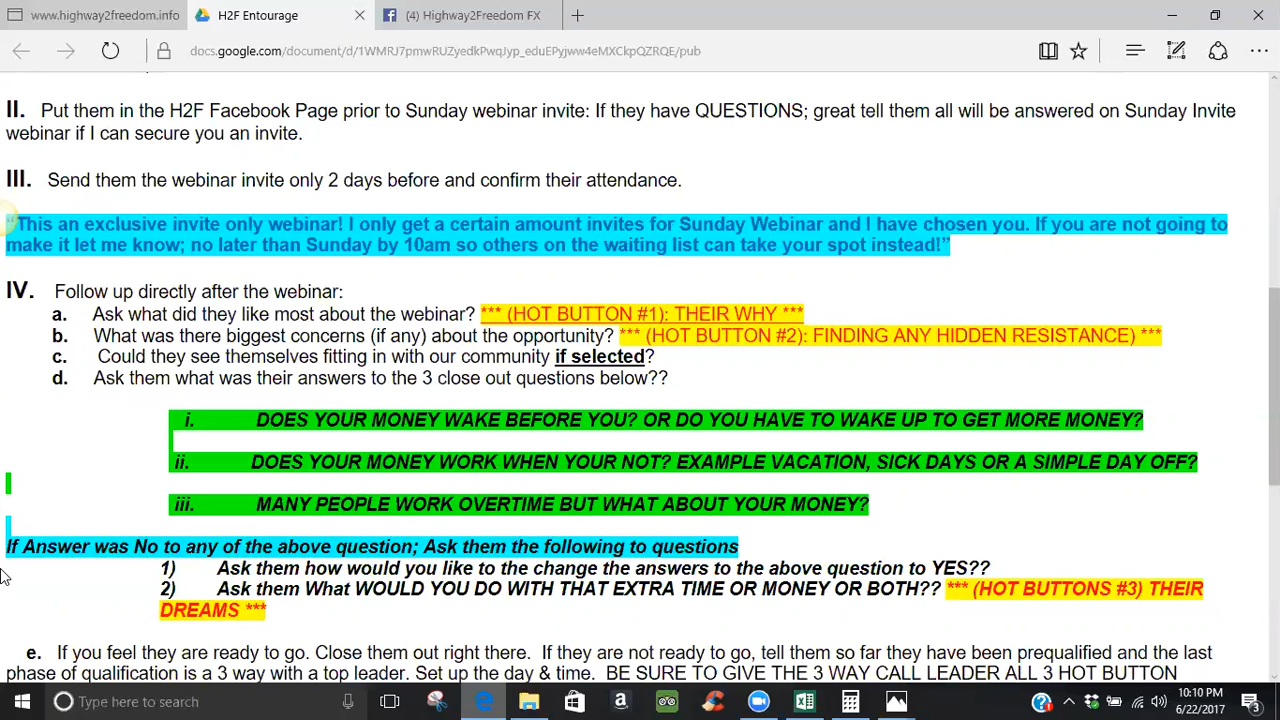 www.highway2freedom.info
H2F Entourage
(4) Highway2Freedom FX
docs.google.com/document/d/1WMRJ7pmwRUZyedkPwqJyp_eduEPyjww4eMXCkpQZRQE/pub
II. Put them in the H2F Facebook Page prior to Sunday webinar invite: If they have QUESTIONS; great tell them all will be answered on Sunday Invite
webinar if I can secure you an invite.
III. Send them the webinar invite only 2 days before and confirm their attendance.
“This an exclusive invite only webinar! I only get a certain amount invites for Sunday Webinar and I have chosen you. If you are not going to
make it let me know; no later than Sunday by 10am so others on the waiting list can take your spot instead!”
IV. Follow up directly after the webinar:
a. Ask what did they like most about the webinar? *** (HOT BUTTON #1): THEIR WHY ***
b. What was there biggest concerns (if any) about the opportunity? *** (HOT BUTTON #2): FINDING ANY HIDDEN RESISTANCE) ***
c. Could they see themselves fitting in with our community if selected?
d. Ask them what was their answers to the 3 close out questions below??
i. DOES YOUR MONEY WAKE BEFORE YOU? OR DO YOU HAVE TO WAKE UP TO GET MORE MONEY?
ii. DOES YOUR MONEY WORK WHEN YOUR NOT? EXAMPLE VACATION, SICK DAYS OR A SIMPLE DAY OFF?
iii. MANY PEOPLE WORK OVERTIME BUT WHAT ABOUT YOUR MONEY?
If Answer was No to any of the above question; Ask them the following to questions
1) Ask them how would you like to the change the answers to the above question to YES??
2) Ask them What WOULD YOU DO WITH THAT EXTRA TIME OR MONEY OR BOTH?? *** (HOT BUTTONS #3) THEIR
DREAMS ***
e. If you feel they are ready to go. Close them out right there. If they are not ready to go, tell them so far they have been prequalified and the last
phase of qualification is a 3 way with a top leader. Set up the day & time. BE SURE TO GIVE THE 3 WAY CALL LEADER ALL 3 HOT BUTTON
Type here to search
10:10 PM
6/22/2017
3